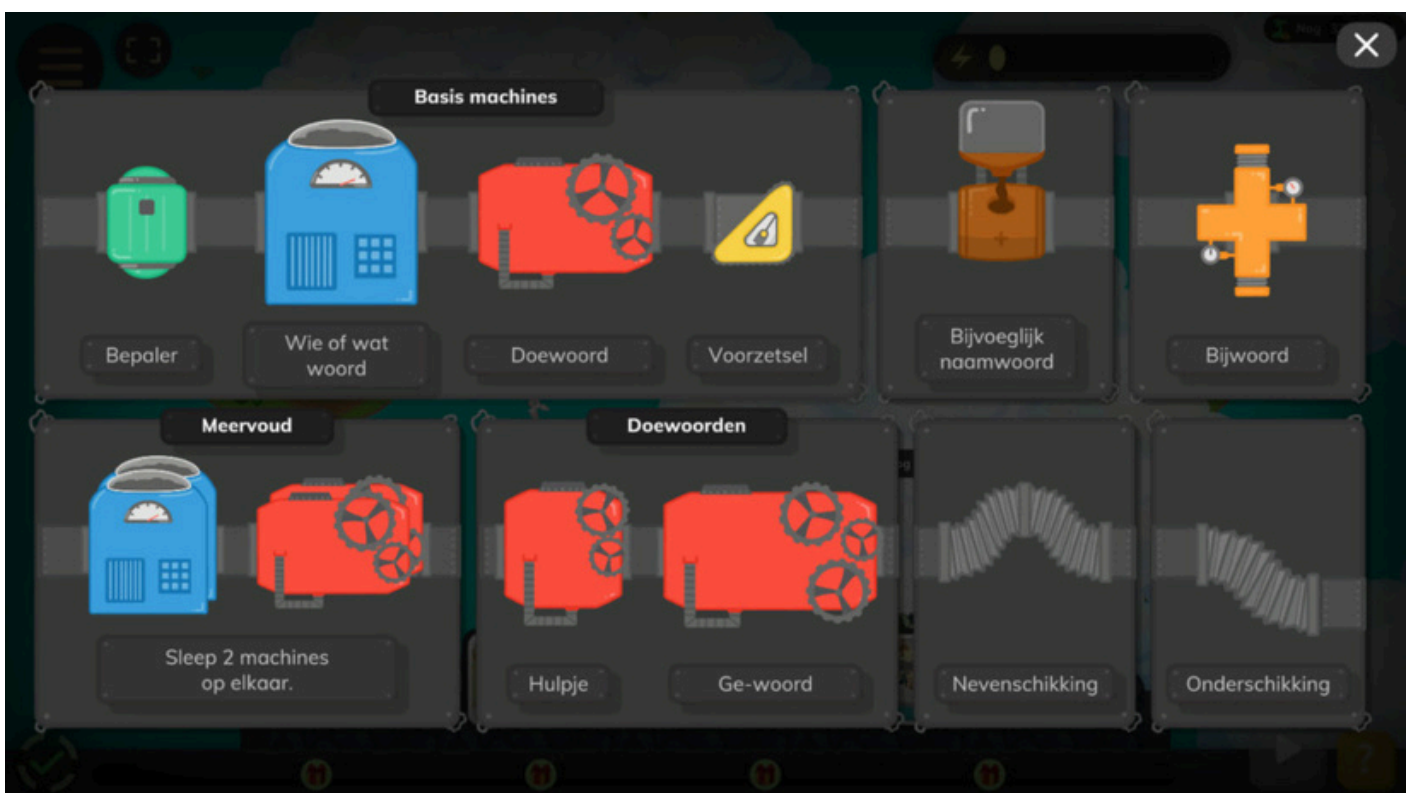 Basis machines
Bepaler
Wie of wat
woord
Doewoord
Voorzetsel
Bijvoeglijk
naamwoord
Bijwoord
Meervoud
Sleep 2 machines
op elkaar.
Doewoorden
Hulpje
Ge-woord
Nevenschikking
Onderschikking
Nog
?